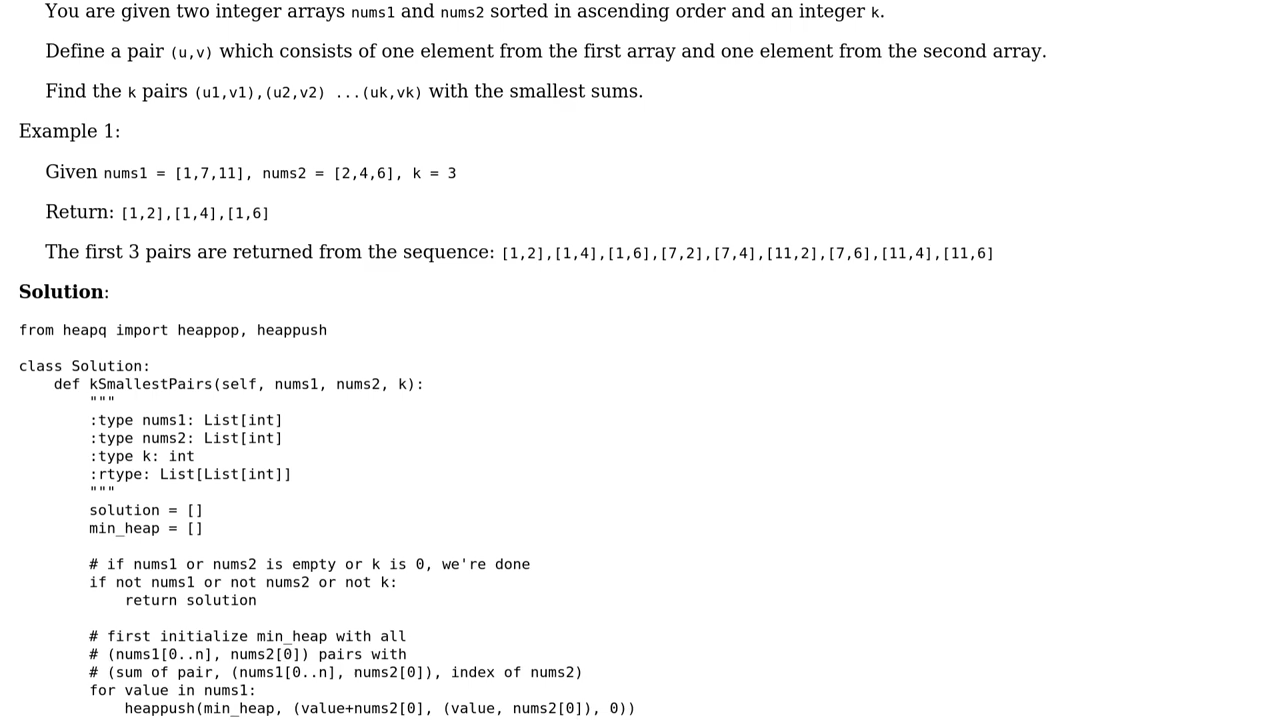 You are given two integer arrays nums1 and nums2 sorted in ascending order and an integer k.
Define a pair (u,v) which consists of one element from the first array and one element from the second array.
Find the k pairs (u1,v1),(u2,v2) ...(uk,vk) with the smallest sums.
Example 1:
Given nums1 = [1,7,11], nums2 = [2,4,6], k = 3
Return: [1,2],[1,4],[1,6]
The first 3 pairs are returned from the sequence: [1,2],[1,4],[1,6],[7,2],[7,4],[11,2],[7,6],[11,4],[11,6]
Solution:
from heapq import heappop, heappush
class Solution:
    def kSmallestPairs(self, nums1, nums2, k):
        """
        :type nums1: List[int]
        :type nums2: List[int]
        :type k: int
        :rtype: List[List[int]]
        """
        solution = []
        min_heap = []
        # if nums1 or nums2 is empty or k is 0, we're done
        if not nums1 or not nums2 or not k:
            return solution
        # first initialize min_heap with all
        # (nums1[0..n], nums2[0]) pairs with
        # (sum of pair, (nums1[0..n], nums2[0]), index of nums2)
        for value in nums1:
            heappush(min_heap, (value+nums2[0], (value, nums2[0]), 0))